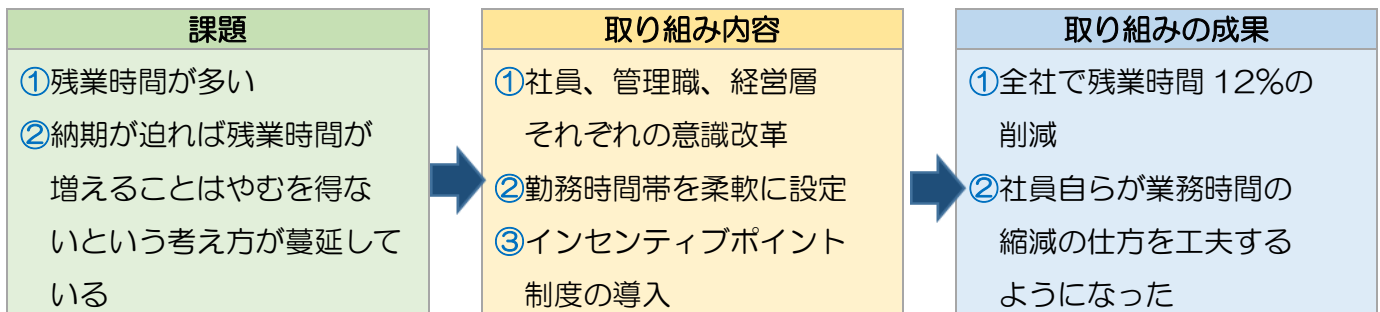 課題
①残業時間が多い
②納期が迫れば残業時間が
増えることはやむを得な
いという考え方が蔓延して
いる
取り組み内容
①社員、管理職、経営層
それぞれの意識改革
②勤務時間帯を柔軟に設定
③インセンティブポイント
制度の導入
取り組みの成果
①全社で残業時間 12%の
削減
②社員自らが業務時間の
縮減の仕方を工夫する
ようになった